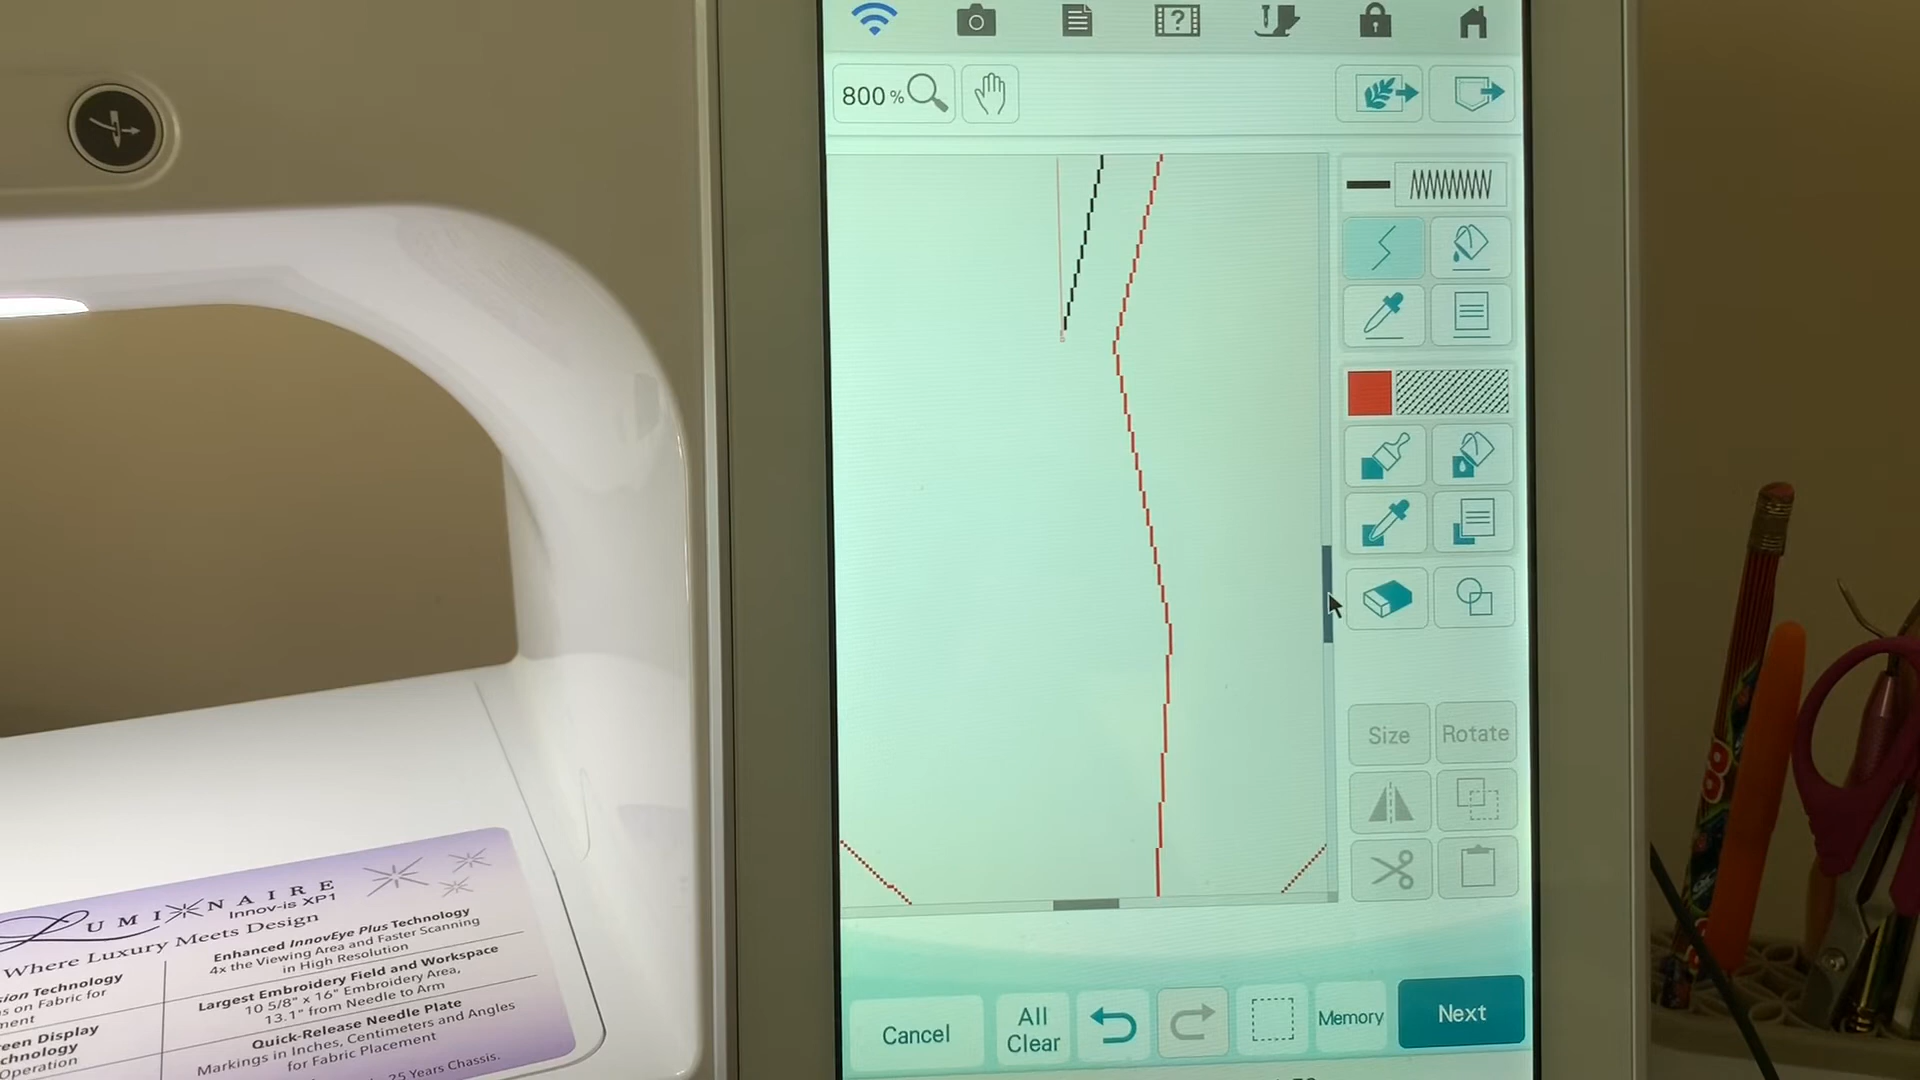 800 %
?
Size
Rotate
Cancel
All
Clear
Memory
Next
LUMINAIRE
Innov-is XP1
Where Luxury Meets Design
Enhanced InnovEye Plus Technology
4x the Viewing Area and Faster Scanning
in High Resolution
Largest Embroidery Field and Workspace
10 5/8" x 16" Embroidery Area,
13.1" from Needle to Arm
Quick-Release Needle Plate
Markings in Inches, Centimeters and Angles
for Fabric Placement
25 Years Chassis.
sion Technology
s on Fabric for
ment
een Display
chnology
Operation